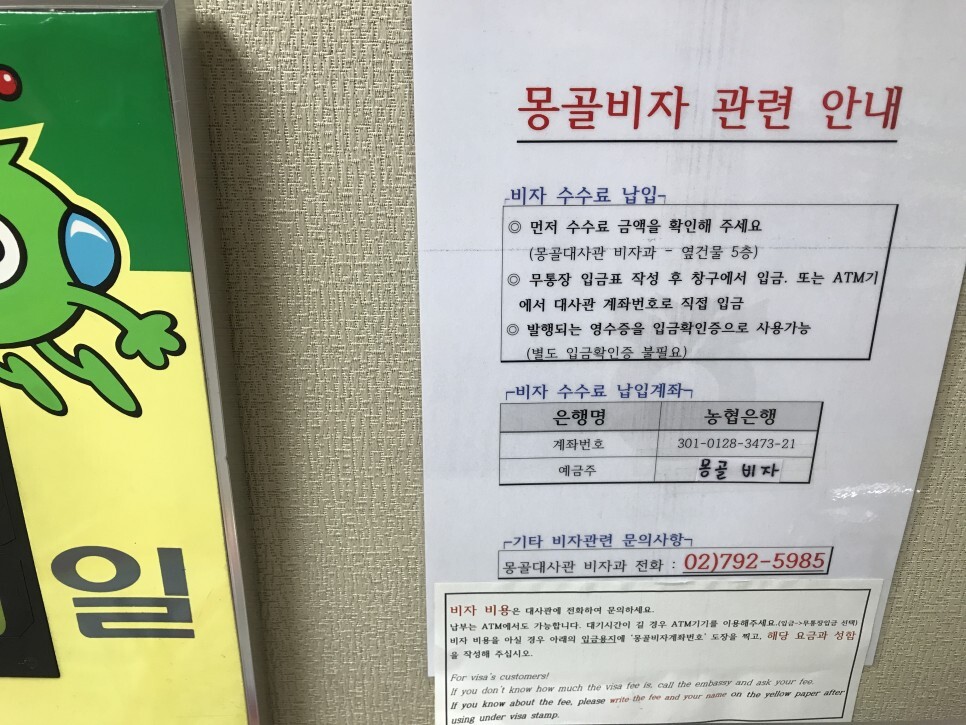 몽골비자 관련 안내
비자 수수료 납입
◎ 먼저 수수료 금액을 확인해 주세요
(몽골대사관 비자과 - 옆건물 5층)
◎ 무통장 입금표 작성 후 창구에서 입금. 또는 ATM기
에서 대사관 계좌번호로 직접 입금
◎ 발행되는 영수증을 입금확인증으로 사용가능
(별도 입금확인증 불필요)
비자 수수료 납입계좌
은행명 농협은행
계좌번호 301-0128-3473-21
예금주 몽골 비자
기타 비자관련 문의사항
몽골대사관 비자과 전화 : 02)792-5985
비자 비용은 대사관에 전화하여 문의하세요.
납부는 ATM에서도 가능합니다. 대기시간이 길 경우 ATM기기를 이용해주세요.(입금->무통장입금 선택)
비자 비용을 아실 경우 아래의 입금용지에 '몽골비자계좌번호' 도장을 찍고, 해당 요금과 성함
을 작성해 주십시오.
For visa's customers!
If you don't know how much the visa fee is, call the embassy and ask your fee.
If you know about the fee, please write the fee and your name on the yellow paper after
using under visa stamp.
일